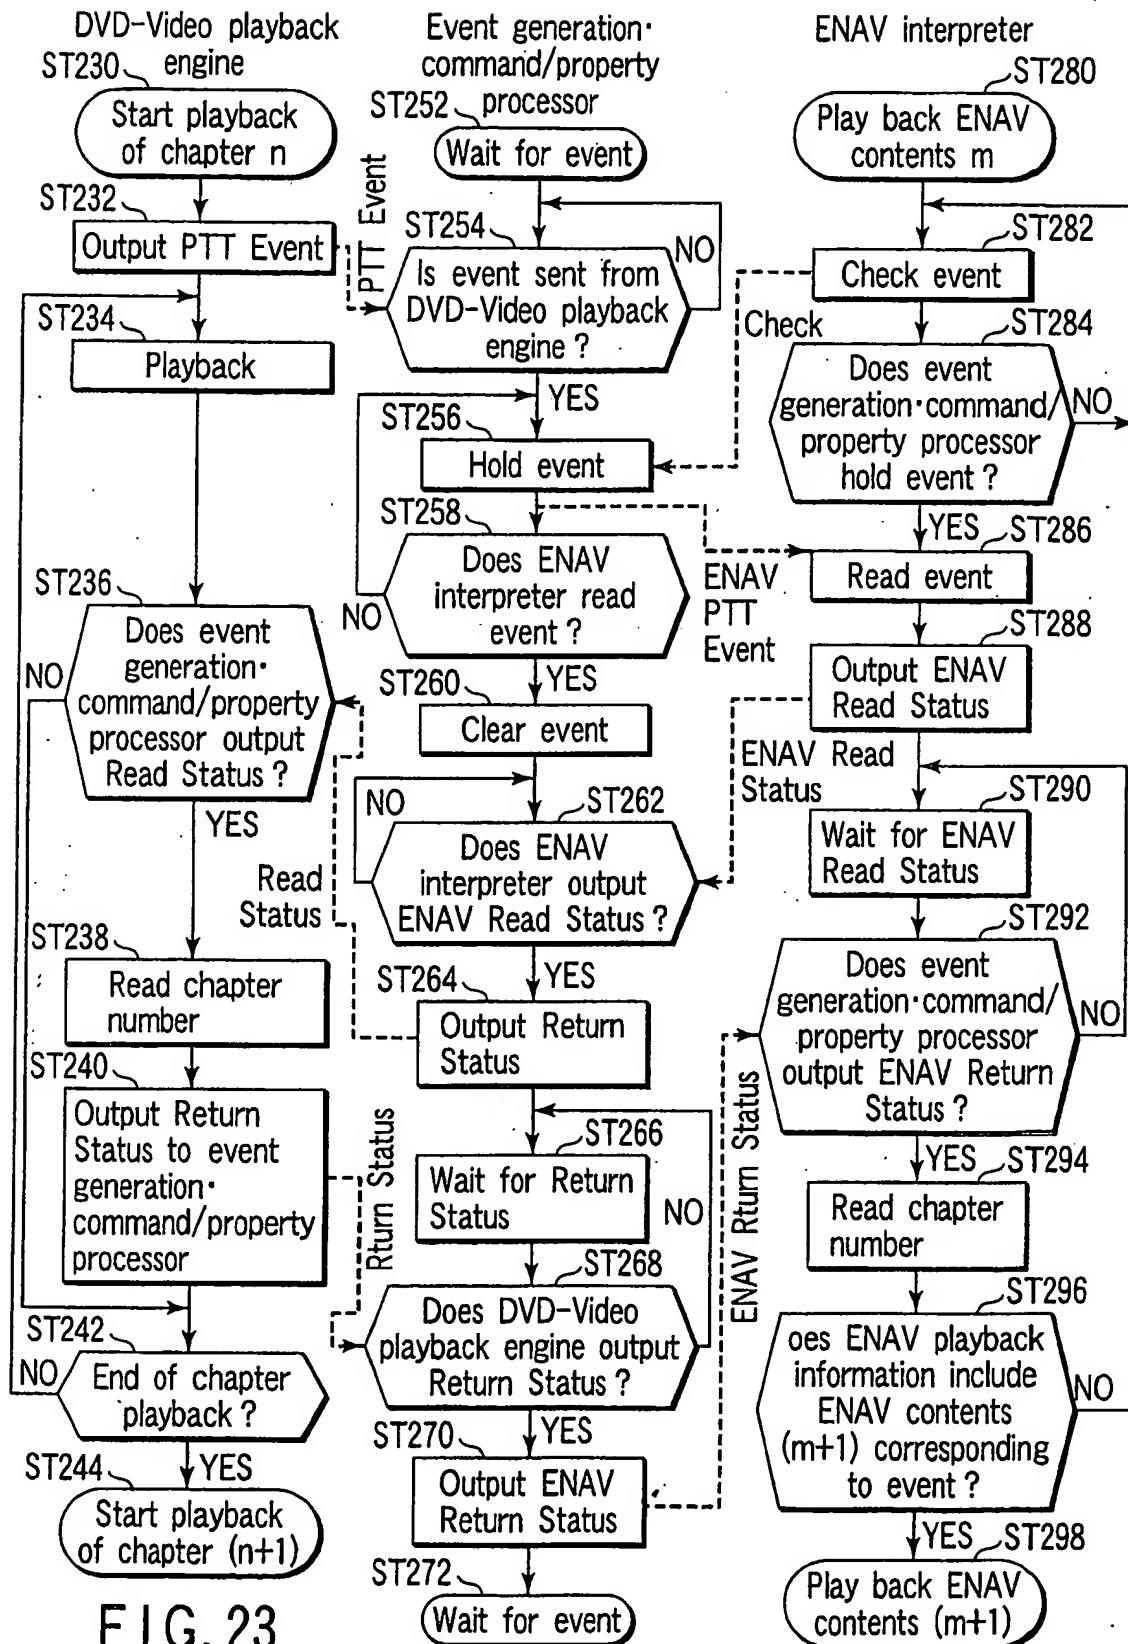 DVD-Video playback
engine
ST230
Start playback
of chapter n
ST232
Output PTT Event
ST234
Playback
ST236
Does event
generation·
command/property
processor output
Read Status ?
NO
YES
ST238
Read chapter
number
ST240
Output Return
Status to event
generation·
command/property
processor
ST242
End of chapter
playback ?
NO
YES
ST244
Start playback
of chapter (n+1)
PTT Event
Read
Status
Rturn Status
Event generation·
command/property
processor
ST252
Wait for event
ST254
Is event sent from
DVD-Video playback
engine ?
NO
YES
ST256
Hold event
ST258
Does ENAV
interpreter read
event ?
NO
YES
ST260
Clear event
ST262
Does ENAV
interpreter output
ENAV Read Status ?
NO
YES
ST264
Output Return
Status
ST266
Wait for Return
Status
ST268
Does DVD-Video
playback engine output
Return Status ?
NO
YES
ST270
Output ENAV
Return Status
ST272
Wait for event
Check
ENAV
PTT
Event
ENAV Read
Status
ENAV Rturn Status
ENAV interpreter
ST280
Play back ENAV
contents m
ST282
Check event
ST284
Does event
generation·command/
property processor
hold event ?
NO
YES
ST286
Read event
ST288
Output ENAV
Read Status
ST290
Wait for ENAV
Read Status
ST292
Does event
generation·command/
property processor
output ENAV Return
Status ?
NO
YES
ST294
Read chapter
number
ST296
oes ENAV playback
information include
ENAV contents
(m+1) corresponding
to event ?
NO
YES
ST298
Play back ENAV
contents (m+1)
FIG. 23